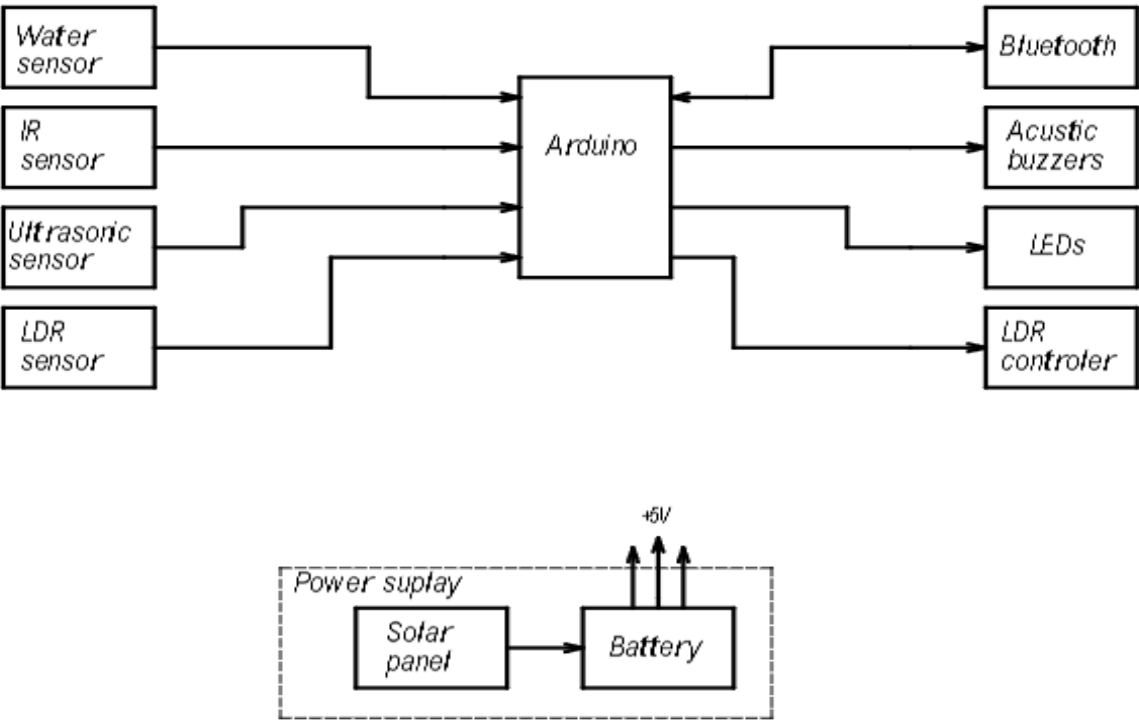 Water
sensor
IR
sensor
Ultrasonic
sensor
LDR
sensor
Arduino
Bluetooth
Acustic
buzzers
LEDs
LDR
controler
+5V
Power suplay
Solar
panel
Battery